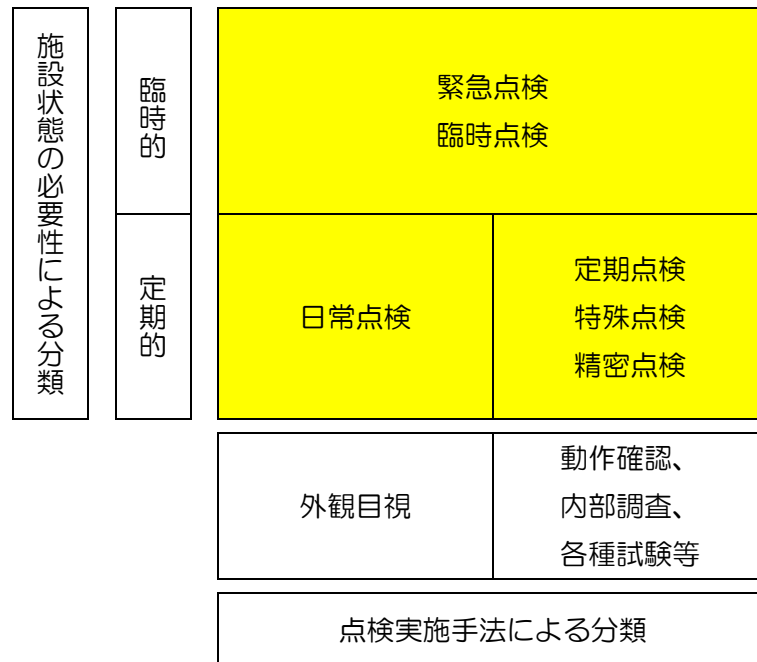 施設状態の必要性による分類
臨時的
緊急点検
臨時点検
定期的
日常点検
定期点検
特殊点検
精密点検
外観目視
動作確認、
内部調査、
各種試験等
点検実施手法による分類